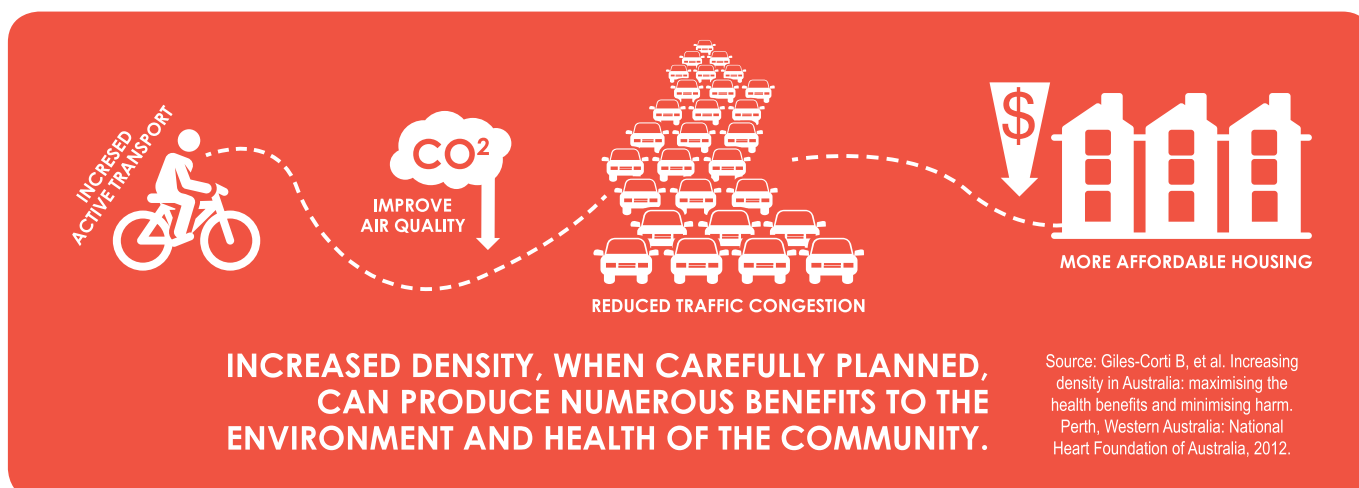 INCRESED
ACTIVE TRANSPORT
CO²
IMPROVE
AIR QUALITY
REDUCED TRAFFIC CONGESTION
$
MORE AFFORDABLE HOUSING
INCREASED DENSITY, WHEN CAREFULLY PLANNED,
CAN PRODUCE NUMEROUS BENEFITS TO THE
ENVIRONMENT AND HEALTH OF THE COMMUNITY.
Source: Giles-Corti B, et al. Increasing
density in Australia: maximising the
health benefits and minimising harm.
Perth, Western Australia: National
Heart Foundation of Australia, 2012.